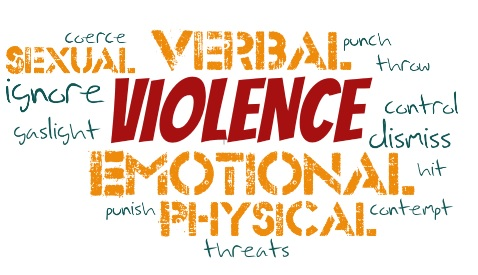 coerce
VERBAL
punch
SEXUAL
throw
ignore
VIOLENCE
control
gaslight
dismiss
EMOTIONAL
hit
punish
PHYSICAL
contempt
threats